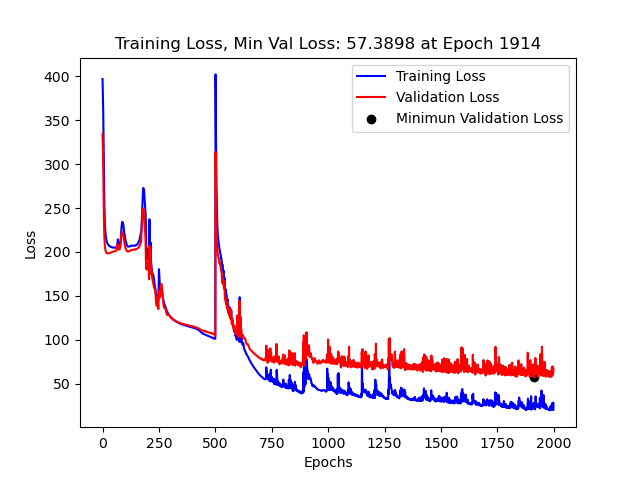 Training Loss, Min Val Loss: 57.3898 at Epoch 1914
Training Loss
Validation Loss
Minimun Validation Loss
Loss
400
350
300
250
200
150
100
50
0
250
500
750
1000
1250
1500
1750
2000
Epochs